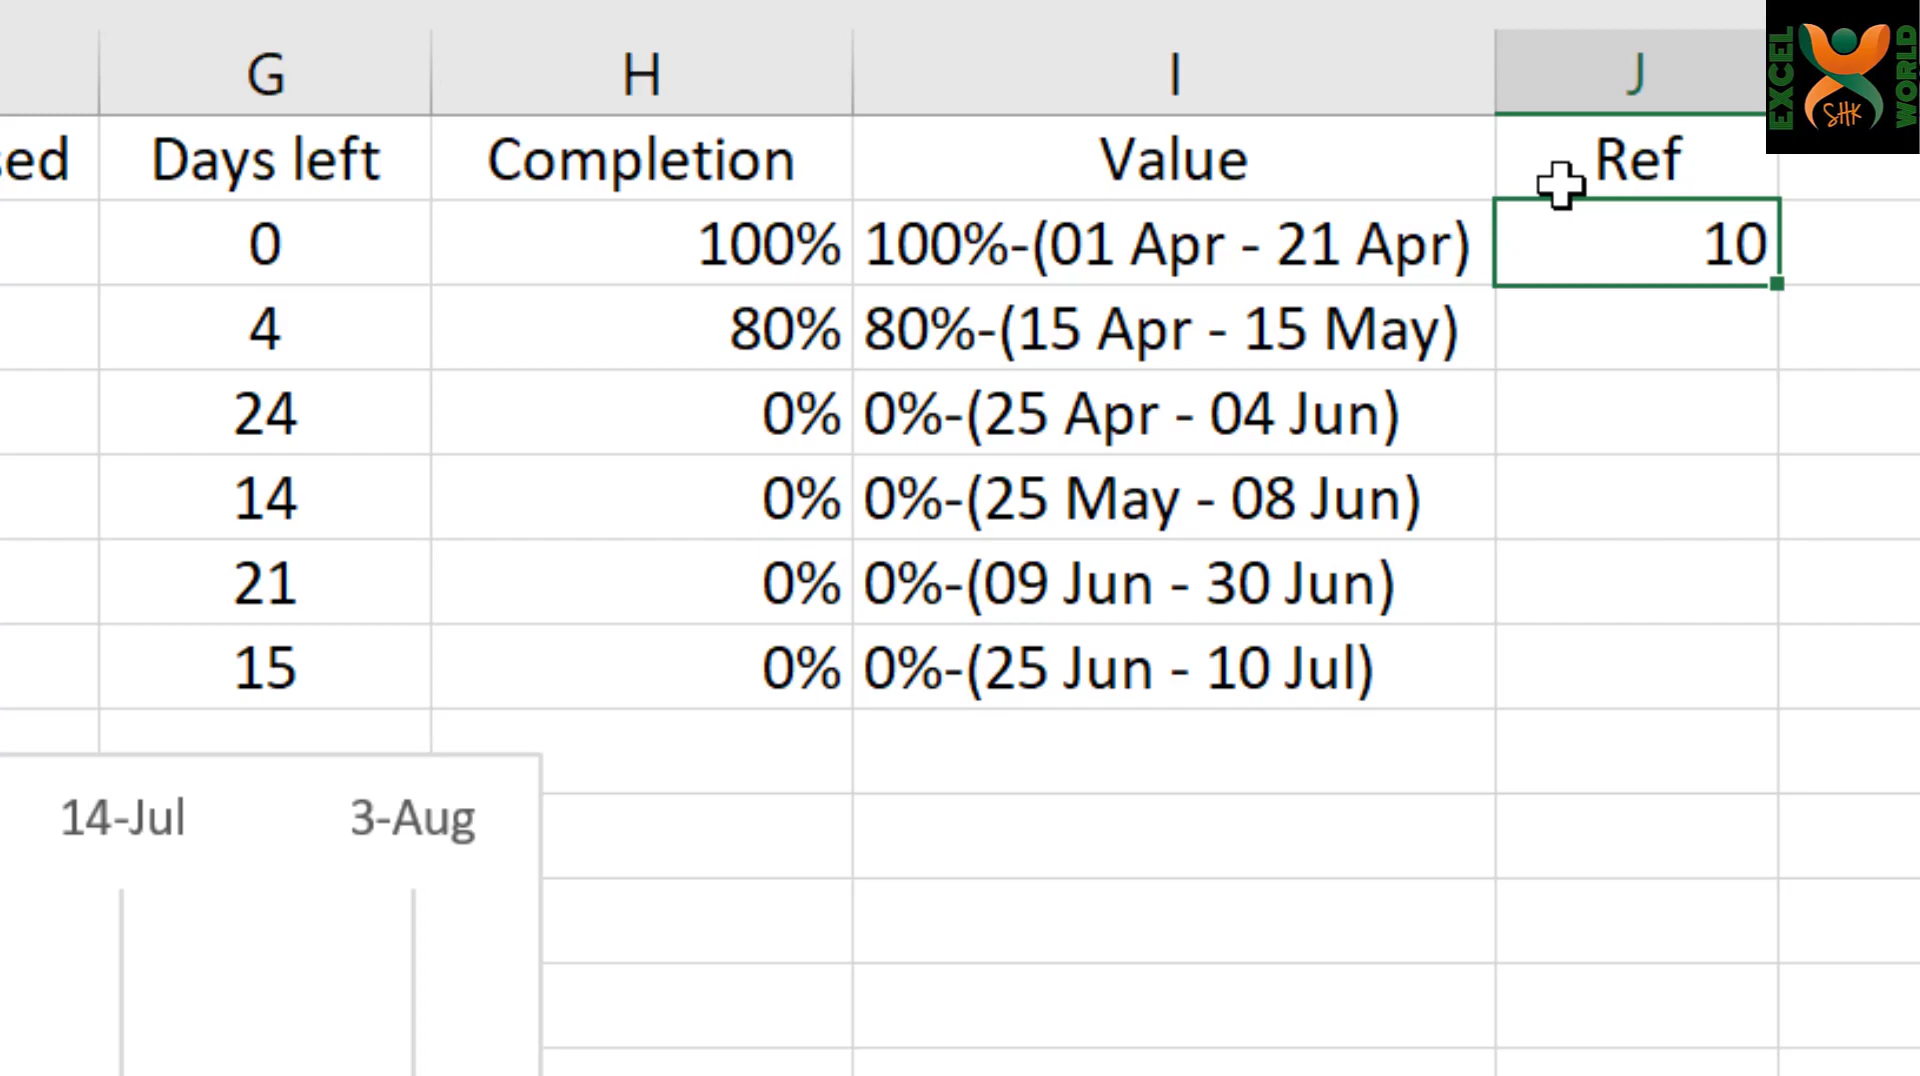 G H I J
sed Days left Completion Value Ref
0 100% 100%-(01 Apr - 21 Apr) 10
4 80% 80%-(15 Apr - 15 May)
24 0% 0%-(25 Apr - 04 Jun)
14 0% 0%-(25 May - 08 Jun)
21 0% 0%-(09 Jun - 30 Jun)
15 0% 0%-(25 Jun - 10 Jul)
14-Jul 3-Aug
EXCEL
SHK
WORLD